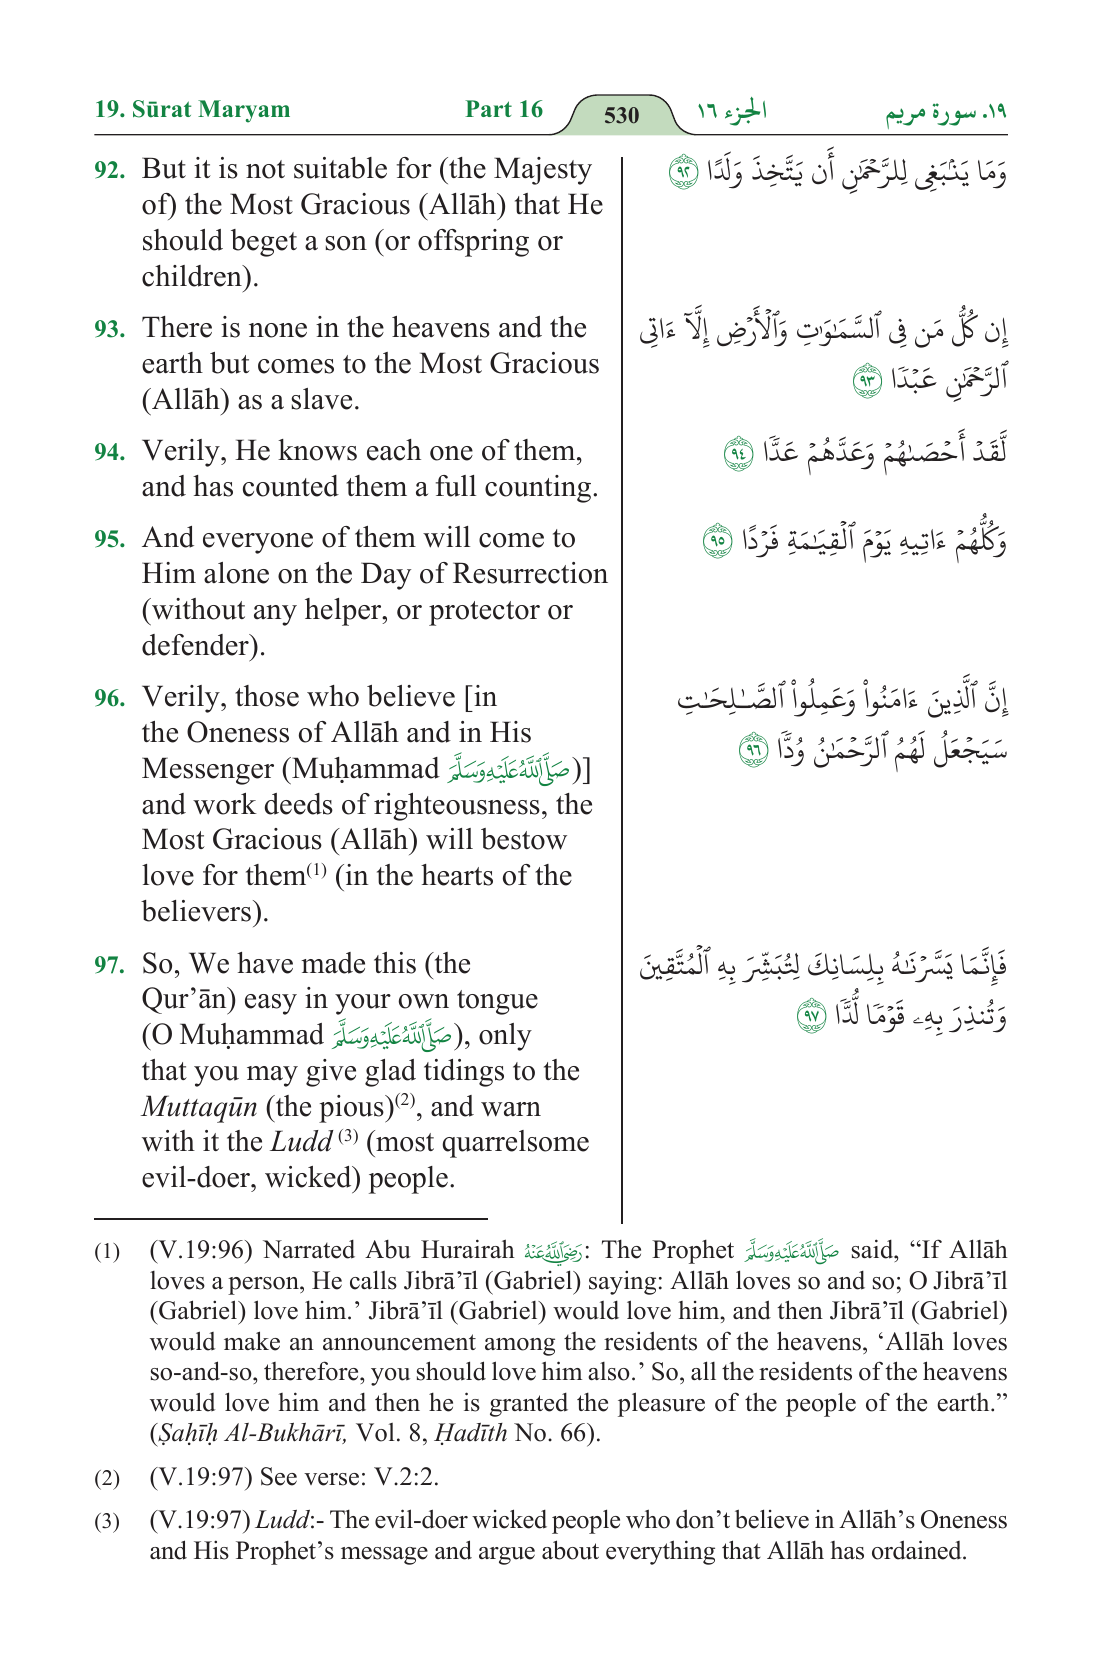 19. Sūrat Maryam Part 16 530 الجزء ١٦ ١٩. سورة مريم
92. But it is not suitable for (the Majesty
of) the Most Gracious (Allāh) that He
should beget a son (or offspring or
children).
وَمَا يَنۢبَغِى لِلرَّحْمَٰنِ أَن يَتَّخِذَ وَلَدًا ٩٢
93. There is none in the heavens and the
earth but comes to the Most Gracious
(Allāh) as a slave.
إِن كُلُّ مَن فِى ٱلسَّمَٰوَٰتِ وَٱلْأَرْضِ إِلَّآ ءَاتِى
ٱلرَّحْمَٰنِ عَبْدًا ٩٣
94. Verily, He knows each one of them,
and has counted them a full counting.
لَّقَدْ أَحْصَىٰهُمْ وَعَدَّهُمْ عَدًّا ٩٤
95. And everyone of them will come to
Him alone on the Day of Resurrection
(without any helper, or protector or
defender).
وَكُلُّهُمْ ءَاتِيهِ يَوْمَ ٱلْقِيَٰمَةِ فَرْدًا ٩٥
96. Verily, those who believe [in
the Oneness of Allāh and in His
Messenger (Muḥammad صَلَّى ٱللَّهُ عَلَيْهِ وَسَلَّمَ)]
and work deeds of righteousness, the
Most Gracious (Allāh) will bestow
love for them(1) (in the hearts of the
believers).
إِنَّ ٱلَّذِينَ ءَامَنُوا۟ وَعَمِلُوا۟ ٱلصَّٰلِحَٰتِ
سَيَجْعَلُ لَهُمُ ٱلرَّحْمَٰنُ وُدًّا ٩٦
97. So, We have made this (the
Qur’ān) easy in your own tongue
(O Muḥammad صَلَّى ٱللَّهُ عَلَيْهِ وَسَلَّمَ), only
that you may give glad tidings to the
Muttaqūn (the pious)(2), and warn
with it the Ludd (3) (most quarrelsome
evil-doer, wicked) people.
فَإِنَّمَا يَسَّرْنَٰهُ بِلِسَانِكَ لِتُبَشِّرَ بِهِ ٱلْمُتَّقِينَ
وَتُنذِرَ بِهِۦ قَوْمًا لُّدًّا ٩٧
(1) (V.19:96) Narrated Abu Hurairah رَضِيَ ٱللَّهُ عَنْهُ: The Prophet صَلَّى ٱللَّهُ عَلَيْهِ وَسَلَّمَ said, “If Allāh
loves a person, He calls Jibrā’īl (Gabriel) saying: Allāh loves so and so; O Jibrā’īl
(Gabriel) love him.’ Jibrā’īl (Gabriel) would love him, and then Jibrā’īl (Gabriel)
would make an announcement among the residents of the heavens, ‘Allāh loves
so-and-so, therefore, you should love him also.’ So, all the residents of the heavens
would love him and then he is granted the pleasure of the people of the earth.”
(Ṣaḥīḥ Al-Bukhārī, Vol. 8, Ḥadīth No. 66).
(2) (V.19:97) See verse: V.2:2.
(3) (V.19:97) Ludd:- The evil-doer wicked people who don’t believe in Allāh’s Oneness
and His Prophet’s message and argue about everything that Allāh has ordained.